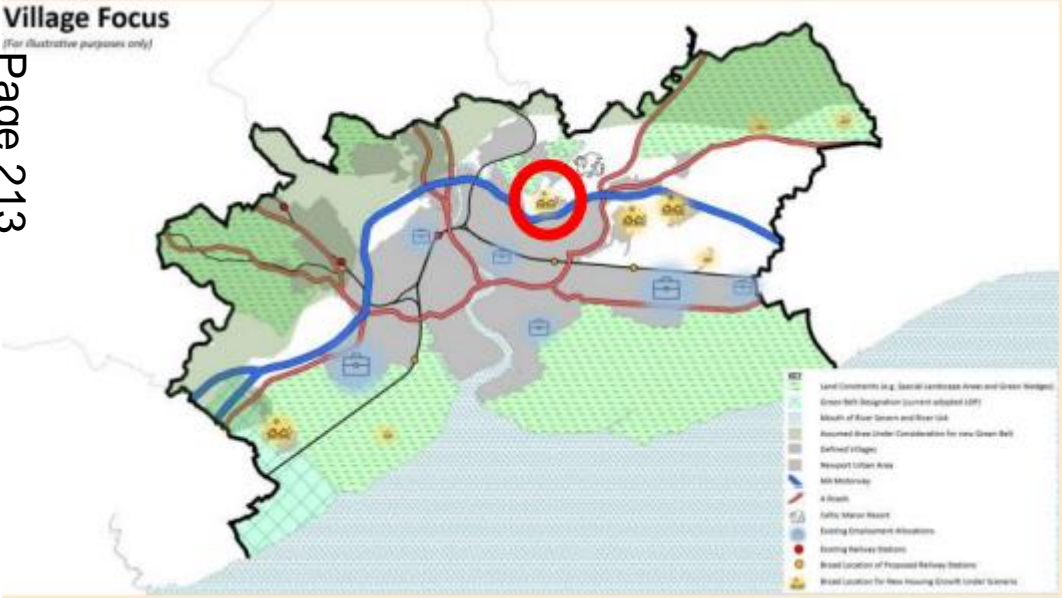 Village Focus
(For illustrative purposes only)
Page 213
KEY
Land Constraints (e.g. Special Landscape Areas and Green Wedges)
Green Belt Designation (current adopted LDP)
Mouth of River Severn and River Usk
Assumed Area Under Consideration for new Green Belt
Defined Villages
Newport Urban Area
M4 Motorway
A Roads
Celtic Manor Resort
Existing Employment Allocations
Existing Railway Stations
Broad Location of Proposed Railway Stations
Broad Location for New Housing Growth Under Scenario